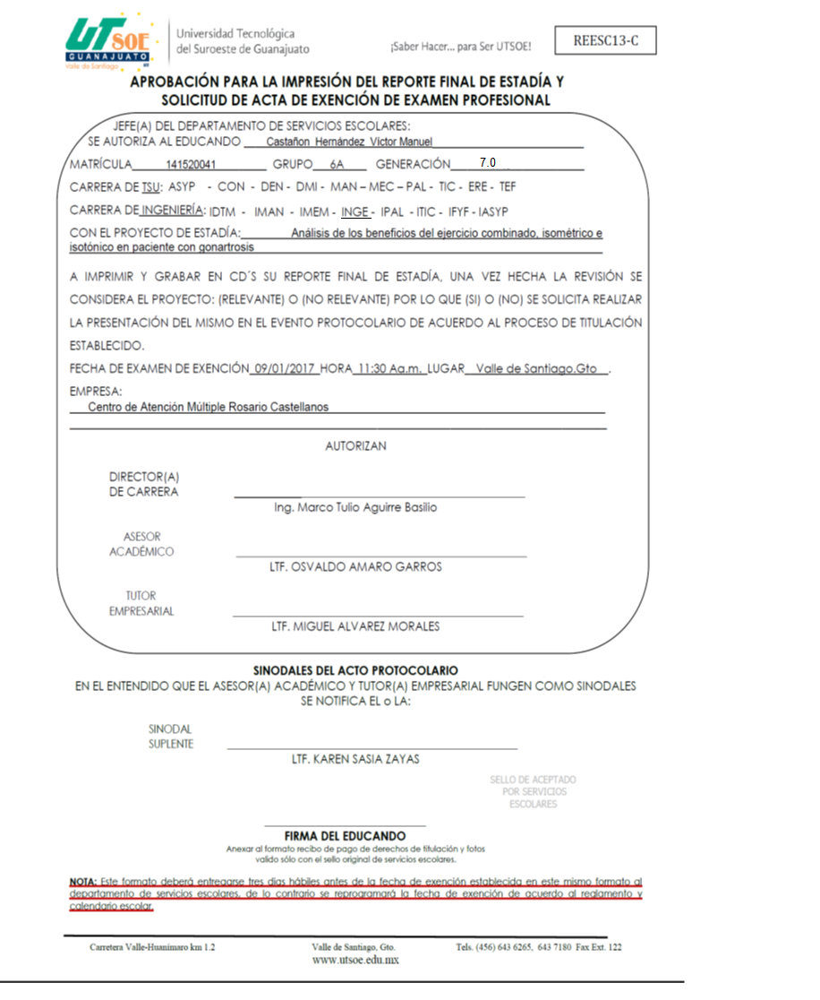 UTSOE
GUANAJUATO
Valle de Santiago
Universidad Tecnológica
del Suroeste de Guanajuato
¡Saber Hacer... para Ser UTSOE!
REESC13-C
APROBACIÓN PARA LA IMPRESIÓN DEL REPORTE FINAL DE ESTADÍA Y
SOLICITUD DE ACTA DE EXENCIÓN DE EXAMEN PROFESIONAL
JEFE(A) DEL DEPARTAMENTO DE SERVICIOS ESCOLARES:
SE AUTORIZA AL EDUCANDO Castañon Hernández Víctor Manuel
MATRÍCULA 141520041 GRUPO 6A GENERACIÓN 7.0
CARRERA DE TSU: ASYP - CON - DEN - DMI - MAN – MEC – PAL - TIC - ERE - TEF
CARRERA DE INGENIERÍA: IDTM - IMAN - IMEM - INGE - IPAL - ITIC - IFYF - IASYP
CON EL PROYECTO DE ESTADÍA: Análisis de los beneficios del ejercicio combinado, isométrico e
isotónico en paciente con gonartrosis
A IMPRIMIR Y GRABAR EN CD´S SU REPORTE FINAL DE ESTADÍA, UNA VEZ HECHA LA REVISIÓN SE
CONSIDERA EL PROYECTO: (RELEVANTE) O (NO RELEVANTE) POR LO QUE (SI) O (NO) SE SOLICITA REALIZAR
LA PRESENTACIÓN DEL MISMO EN EL EVENTO PROTOCOLARIO DE ACUERDO AL PROCESO DE TITULACIÓN
ESTABLECIDO.
FECHA DE EXAMEN DE EXENCIÓN 09/01/2017 HORA 11:30 Aa.m. LUGAR Valle de Santiago.Gto .
EMPRESA:
Centro de Atención Múltiple Rosario Castellanos
AUTORIZAN
DIRECTOR(A)
DE CARRERA
Ing. Marco Tulio Aguirre Basilio
ASESOR
ACADÉMICO
LTF. OSVALDO AMARO GARROS
TUTOR
EMPRESARIAL
LTF. MIGUEL ALVAREZ MORALES
SINODALES DEL ACTO PROTOCOLARIO
EN EL ENTENDIDO QUE EL ASESOR(A) ACADÉMICO Y TUTOR(A) EMPRESARIAL FUNGEN COMO SINODALES
SE NOTIFICA EL o LA:
SINODAL
SUPLENTE
LTF. KAREN SASIA ZAYAS
SELLO DE ACEPTADO
POR SERVICIOS
ESCOLARES
FIRMA DEL EDUCANDO
Anexar al formato recibo de pago de derechos de titulación y fotos
valido sólo con el sello original de servicios escolares.
NOTA: Este formato deberá entregarse tres días hábiles antes de la fecha de exención establecida en este mismo formato al
departamento de servicios escolares, de lo contrario se reprogramará la fecha de exención de acuerdo al reglamento y
calendario escolar.
Carretera Valle-Huanimaro km 1.2
Valle de Santiago, Gto.
Tels. (456) 643 6265, 643 7180 Fax Ext. 122
www.utsoe.edu.mx